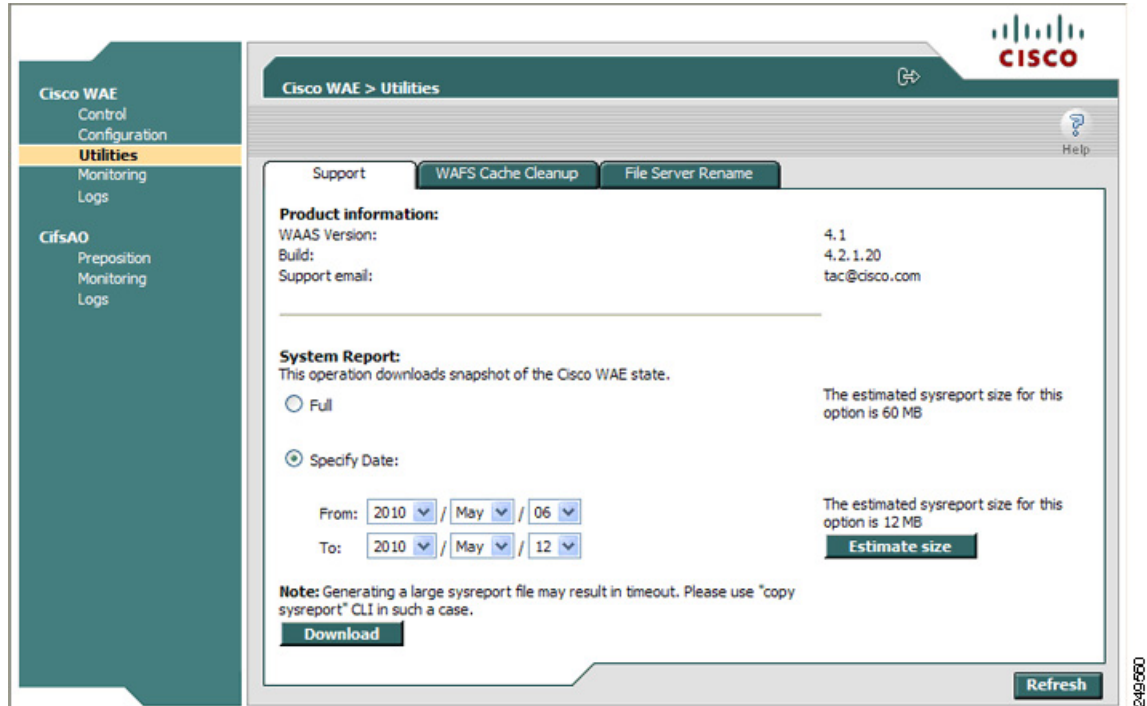 CISCO
Cisco WAE > Utilities
Help
Cisco WAE
Control
Configuration
Utilities
Monitoring
Logs
CifsAO
Preposition
Monitoring
Logs
Support
WAFS Cache Cleanup
File Server Rename
Product information:
WAAS Version: 4.1
Build: 4.2.1.20
Support email: tac@cisco.com
System Report:
This operation downloads snapshot of the Cisco WAE state.
Full
The estimated sysreport size for this
option is 60 MB
Specify Date:
From: 2010 / May / 06
The estimated sysreport size for this
option is 12 MB
To: 2010 / May / 12
Estimate size
Note: Generating a large sysreport file may result in timeout. Please use "copy
sysreport" CLI in such a case.
Download
Refresh
249560